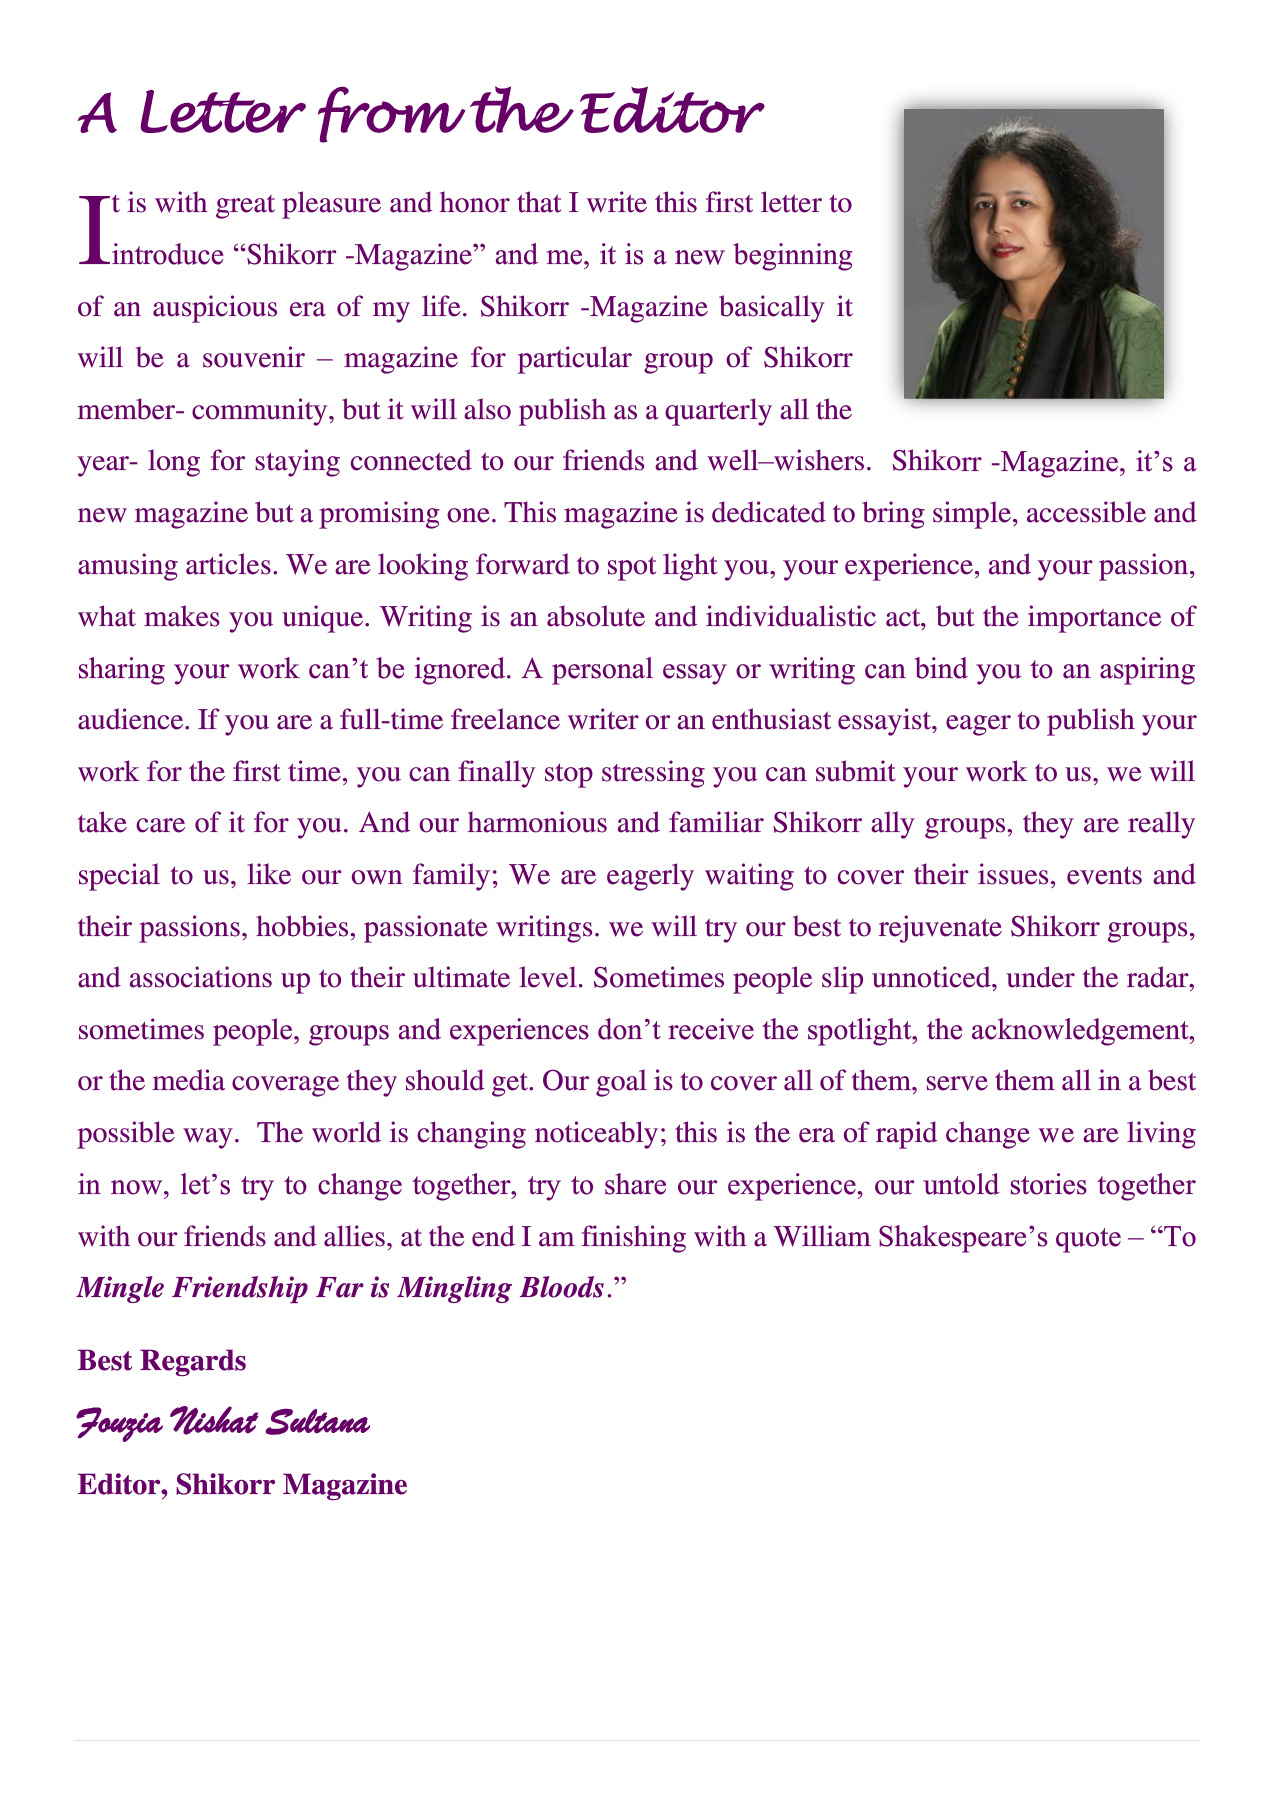 A Letter from the Editor
It is with great pleasure and honor that I write this first letter to
introduce “Shikorr -Magazine” and me, it is a new beginning
of an auspicious era of my life. Shikorr -Magazine basically it
will be a souvenir – magazine for particular group of Shikorr
member- community, but it will also publish as a quarterly all the
year- long for staying connected to our friends and well–wishers.  Shikorr -Magazine, it’s a
new magazine but a promising one. This magazine is dedicated to bring simple, accessible and
amusing articles. We are looking forward to spot light you, your experience, and your passion,
what makes you unique. Writing is an absolute and individualistic act, but the importance of
sharing your work can’t be ignored. A personal essay or writing can bind you to an aspiring
audience. If you are a full-time freelance writer or an enthusiast essayist, eager to publish your
work for the first time, you can finally stop stressing you can submit your work to us, we will
take care of it for you. And our harmonious and familiar Shikorr ally groups, they are really
special to us, like our own family; We are eagerly waiting to cover their issues, events and
their passions, hobbies, passionate writings. we will try our best to rejuvenate Shikorr groups,
and associations up to their ultimate level. Sometimes people slip unnoticed, under the radar,
sometimes people, groups and experiences don’t receive the spotlight, the acknowledgement,
or the media coverage they should get. Our goal is to cover all of them, serve them all in a best
possible way.  The world is changing noticeably; this is the era of rapid change we are living
in now, let’s try to change together, try to share our experience, our untold stories together
with our friends and allies, at the end I am finishing with a William Shakespeare’s quote – “To
Mingle Friendship Far is Mingling Bloods.”
Best Regards
Fouzia Nishat Sultana
Editor, Shikorr Magazine